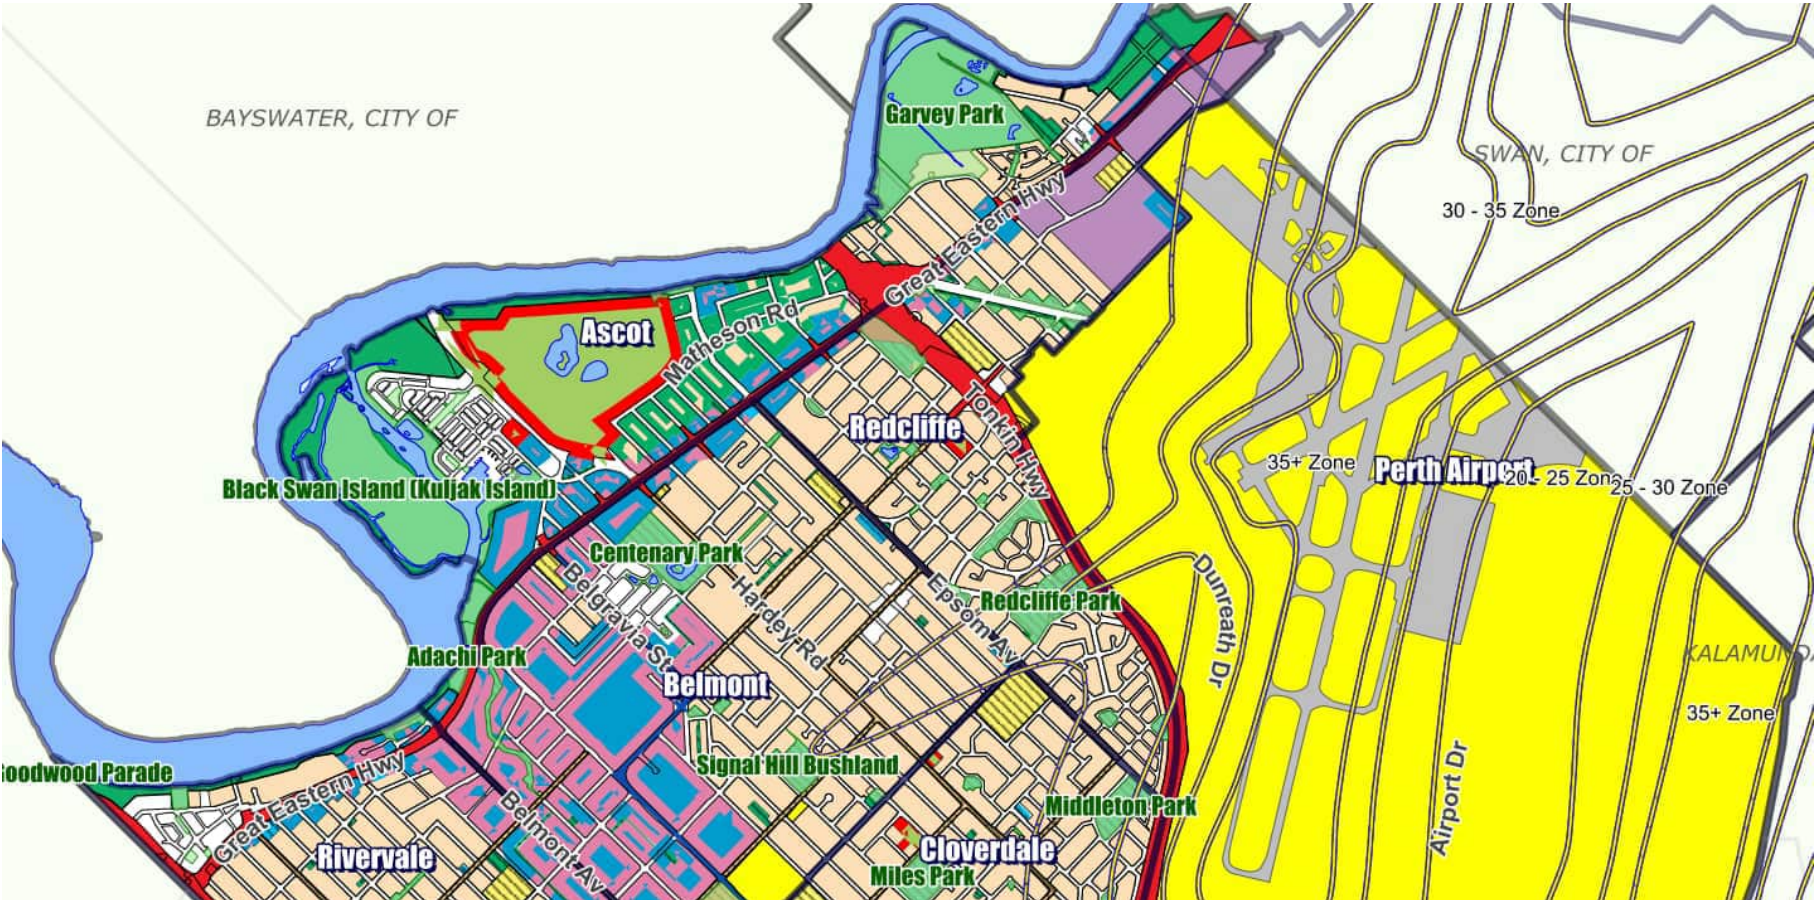 BAYSWATER, CITY OF
Garvey Park
SWAN, CITY OF
30 - 35 Zone
Great Eastern Hwy
Ascot
Matheson Rd
Redcliffe
Tonkin Hwy
35+ Zone
Perth Airport
20 - 25 Zone
25 - 30 Zone
Black Swan Island (Kuljak Island)
Centenary Park
Belgravia St
Hardey Rd
Epsom Av
Redcliffe Park
Dunreath Dr
Adachi Park
Belmont
KALAMUNDA
35+ Zone
Signal Hill Bushland
Goodwood Parade
Great Eastern Hwy
Airport Dr
Middleton Park
Belmont Av
Rivervale
Cloverdale
Miles Park